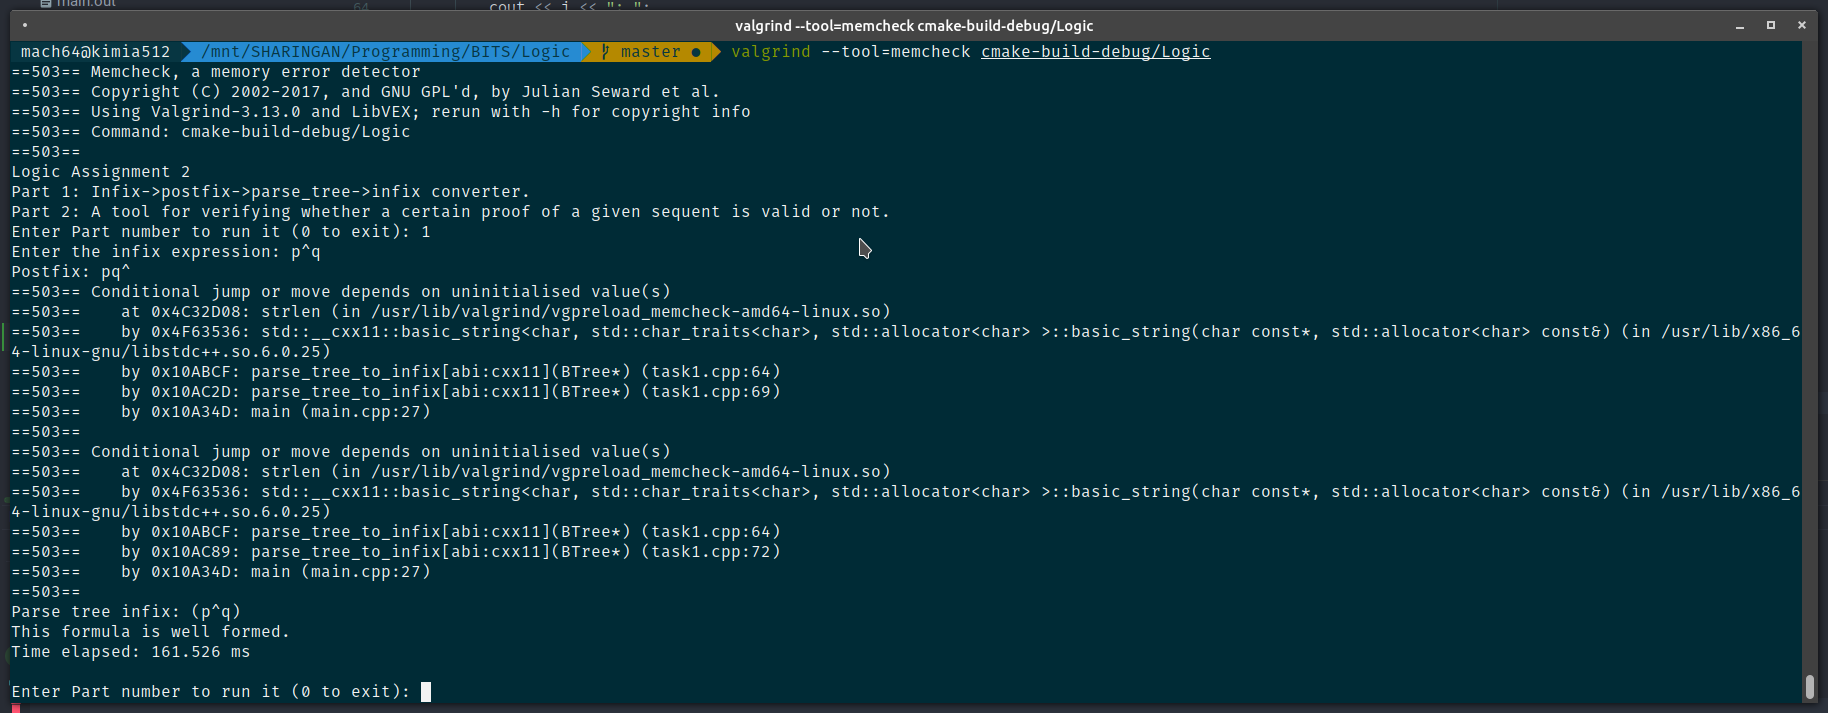 main.out
64 cout << i << ": ";
valgrind --tool=memcheck cmake-build-debug/Logic
mach64@kimia512 /mnt/SHARINGAN/Programming/BITS/Logic master ● valgrind --tool=memcheck cmake-build-debug/Logic
==503== Memcheck, a memory error detector
==503== Copyright (C) 2002-2017, and GNU GPL'd, by Julian Seward et al.
==503== Using Valgrind-3.13.0 and LibVEX; rerun with -h for copyright info
==503== Command: cmake-build-debug/Logic
==503==
Logic Assignment 2
Part 1: Infix->postfix->parse_tree->infix converter.
Part 2: A tool for verifying whether a certain proof of a given sequent is valid or not.
Enter Part number to run it (0 to exit): 1
Enter the infix expression: p^q
Postfix: pq^
==503== Conditional jump or move depends on uninitialised value(s)
==503==    at 0x4C32D08: strlen (in /usr/lib/valgrind/vgpreload_memcheck-amd64-linux.so)
==503==    by 0x4F63536: std::__cxx11::basic_string<char, std::char_traits<char>, std::allocator<char> >::basic_string(char const*, std::allocator<char> const&) (in /usr/lib/x86_6
4-linux-gnu/libstdc++.so.6.0.25)
==503==    by 0x10ABCF: parse_tree_to_infix[abi:cxx11](BTree*) (task1.cpp:64)
==503==    by 0x10AC2D: parse_tree_to_infix[abi:cxx11](BTree*) (task1.cpp:69)
==503==    by 0x10A34D: main (main.cpp:27)
==503==
==503== Conditional jump or move depends on uninitialised value(s)
==503==    at 0x4C32D08: strlen (in /usr/lib/valgrind/vgpreload_memcheck-amd64-linux.so)
==503==    by 0x4F63536: std::__cxx11::basic_string<char, std::char_traits<char>, std::allocator<char> >::basic_string(char const*, std::allocator<char> const&) (in /usr/lib/x86_6
4-linux-gnu/libstdc++.so.6.0.25)
==503==    by 0x10ABCF: parse_tree_to_infix[abi:cxx11](BTree*) (task1.cpp:64)
==503==    by 0x10AC89: parse_tree_to_infix[abi:cxx11](BTree*) (task1.cpp:72)
==503==    by 0x10A34D: main (main.cpp:27)
==503==
Parse tree infix: (p^q)
This formula is well formed.
Time elapsed: 161.526 ms
Enter Part number to run it (0 to exit):